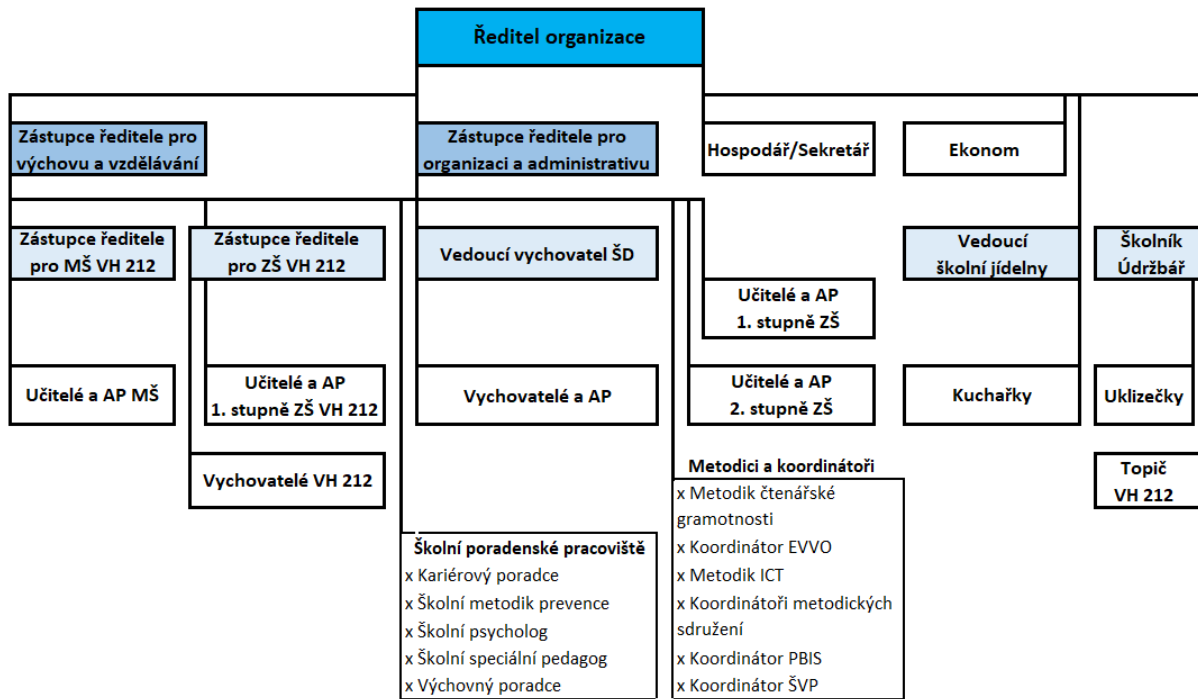 Ředitel organizace
Zástupce ředitele pro
výchovu a vzdělávání
Zástupce ředitele pro
organizaci a administrativu
Hospodář/Sekretář
Ekonom
Zástupce ředitele
pro MŠ VH 212
Zástupce ředitele
pro ZŠ VH 212
Vedoucí vychovatel ŠD
Vedoucí
školní jídelny
Školník
Údržbář
Učitelé a AP
1. stupně ZŠ
Učitelé a AP MŠ
Učitelé a AP
1. stupně ZŠ VH 212
Vychovatelé a AP
Učitelé a AP
2. stupně ZŠ
Kuchařky
Uklizečky
Vychovatelé VH 212
Topič
VH 212
Školní poradenské pracoviště
x Kariérový poradce
x Školní metodik prevence
x Školní psycholog
x Školní speciální pedagog
x Výchovný poradce
Metodici a koordinátoři
x Metodik čtenářské
gramotnosti
x Koordinátor EVVO
x Metodik ICT
x Koordinátoři metodických
sdružení
x Koordinátor PBIS
x Koordinátor ŠVP